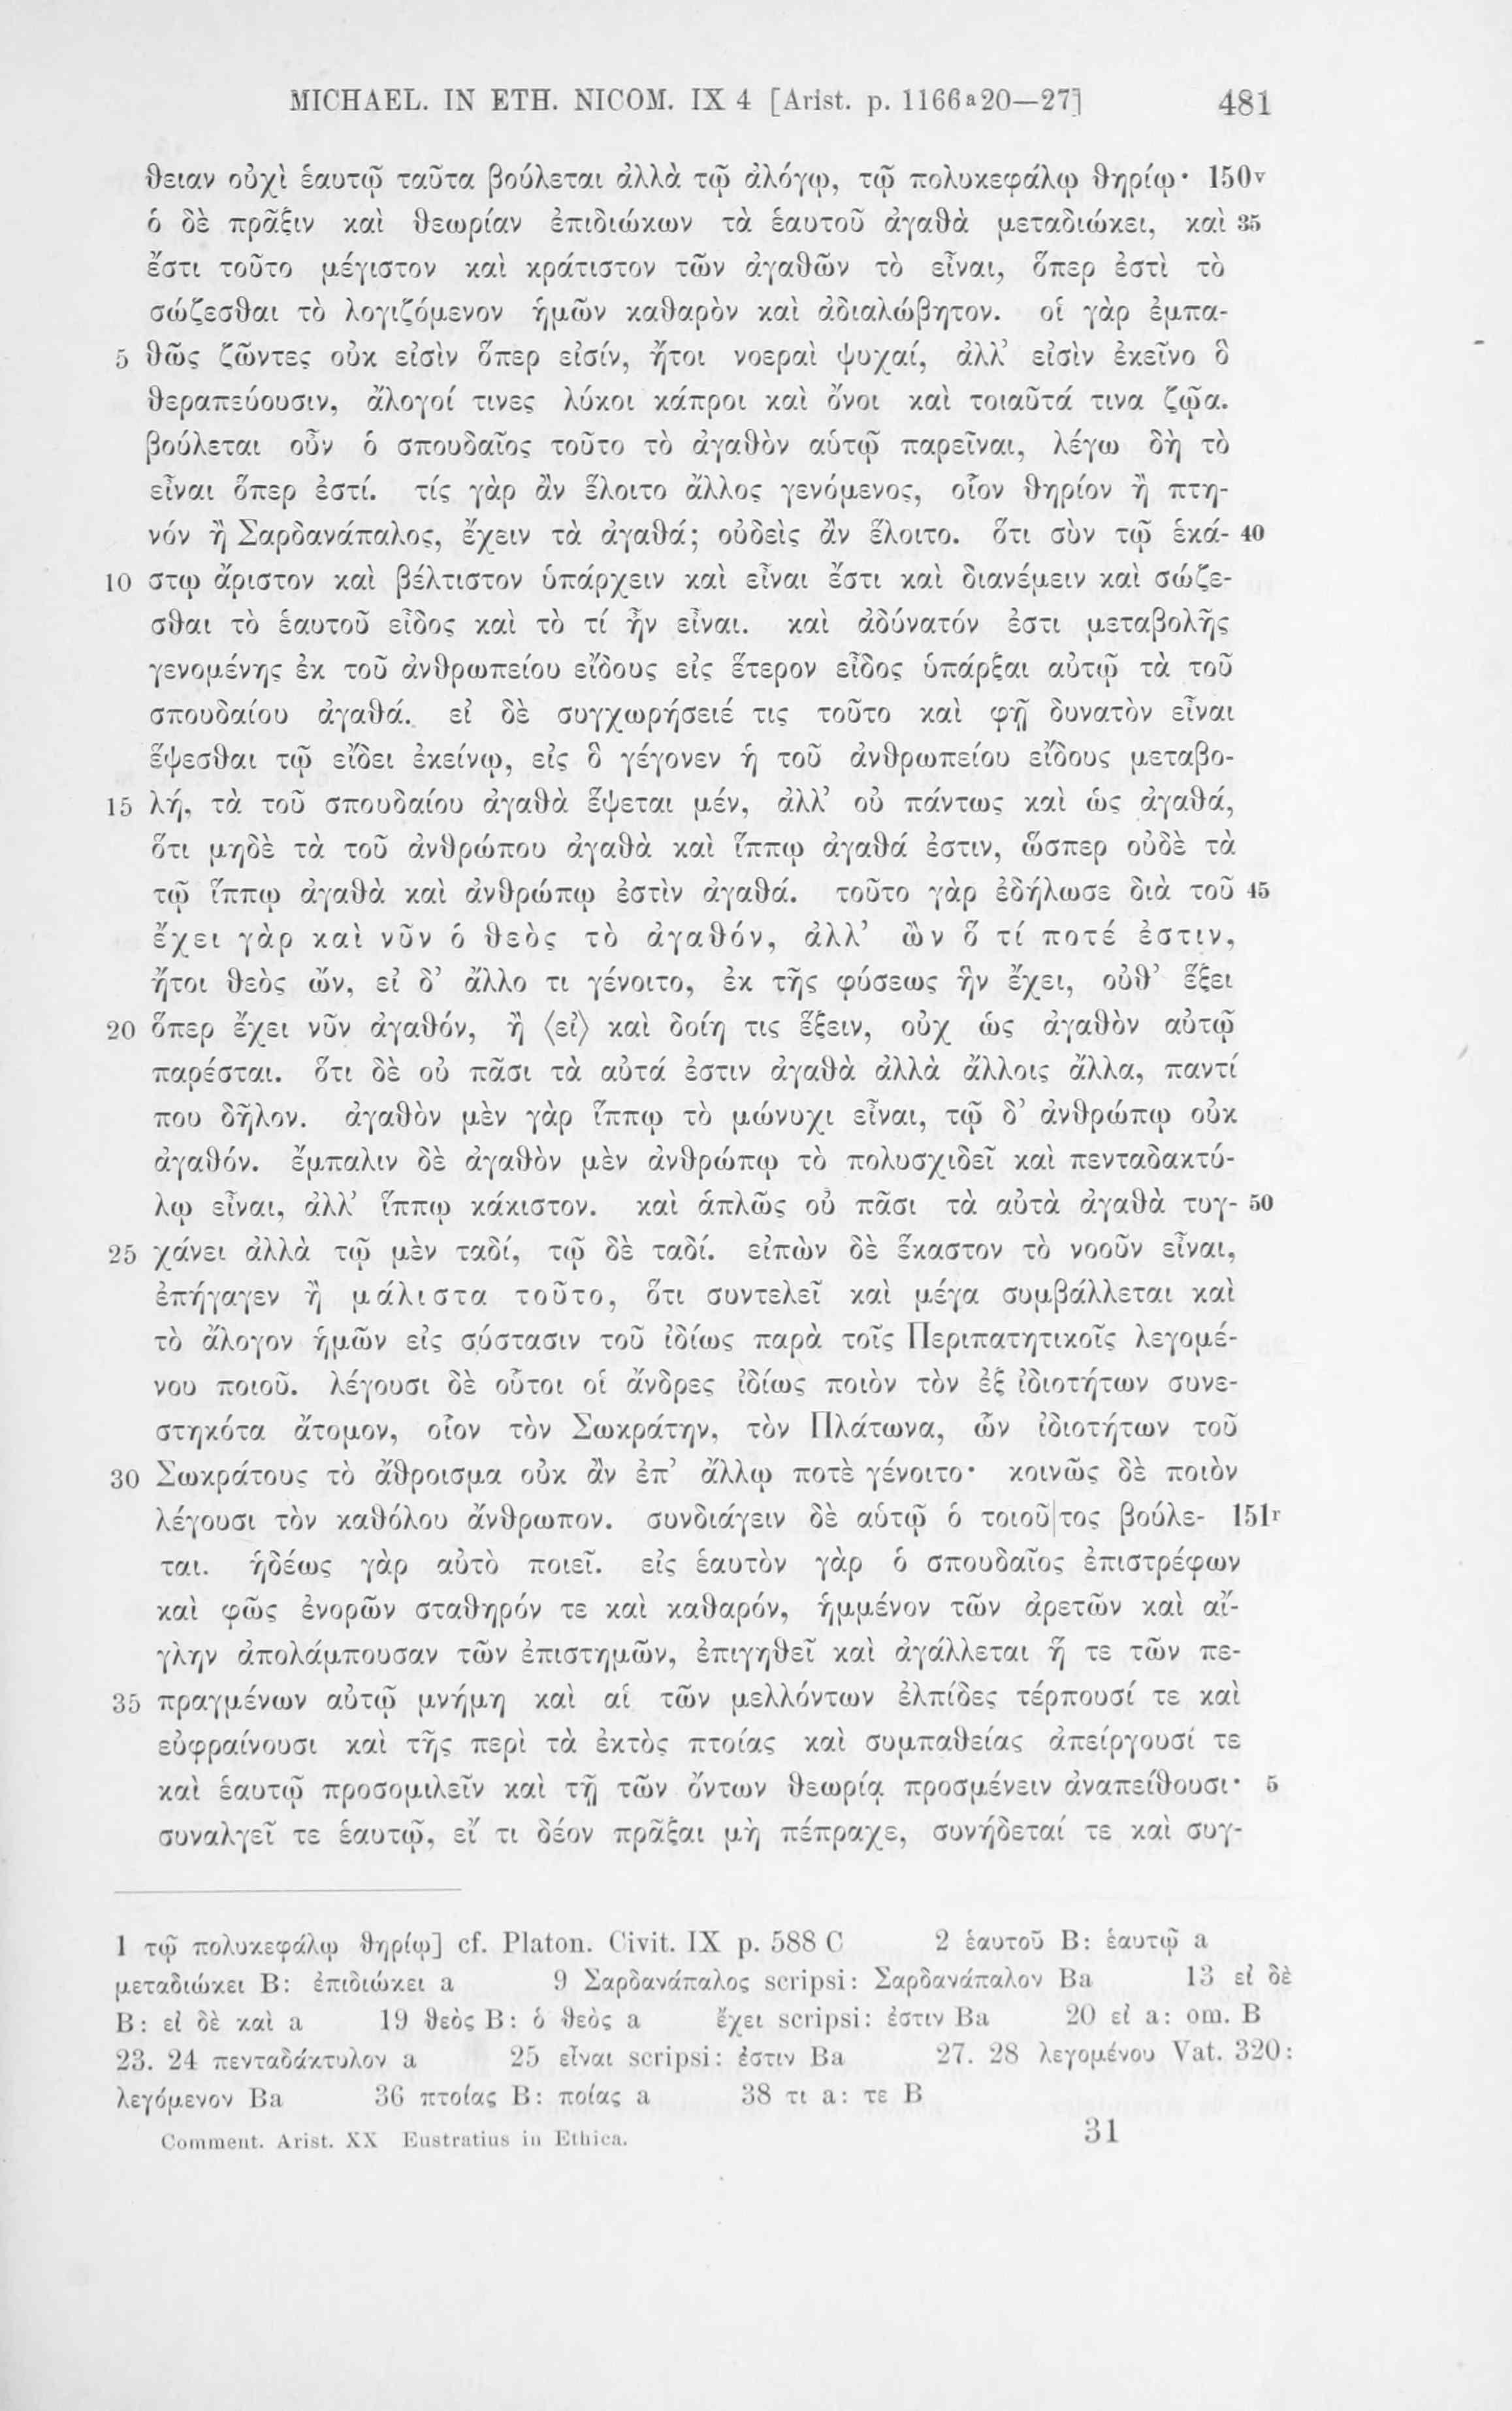 MICHAEL. IN ETH. NICOM. IX 4 [Arist. p. 1166ᵃ20—27] 481
θειαν οὐχὶ ἑαυτῷ ταῦτα βούλεται ἀλλὰ τῷ ἀλόγῳ, τῷ πολυκεφάλῳ θηρίῳ· 150ᵛ
ὁ δὲ πρᾶξιν καὶ θεωρίαν ἐπιδιώκων τὰ ἑαυτοῦ ἀγαθὰ μεταδιώκει, καὶ 35
ἔστι τοῦτο μέγιστον καὶ κράτιστον τῶν ἀγαθῶν τὸ εἶναι, ὅπερ ἐστὶ τὸ
σώζεσθαι τὸ λογιζόμενον ἡμῶν καθαρὸν καὶ ἀδιαλώβητον. οἱ γὰρ ἐμπα-
5 θῶς ζῶντες οὐκ εἰσὶν ὅπερ εἰσίν, ἤτοι νοεραὶ ψυχαί, ἀλλ’ εἰσὶν ἐκεῖνο ὃ
θεραπεύουσιν, ἄλογοί τινες λύκοι κάπροι καὶ ὄνοι καὶ τοιαῦτά τινα ζῷα.
βούλεται οὖν ὁ σπουδαῖος τοῦτο τὸ ἀγαθὸν αὑτῷ παρεῖναι, λέγω δὴ τὸ
εἶναι ὅπερ ἐστί. τίς γὰρ ἂν ἕλοιτο ἄλλος γενόμενος, οἷον θηρίον ἢ πτη-
νόν ἢ Σαρδανάπαλος, ἔχειν τὰ ἀγαθά; οὐδεὶς ἂν ἕλοιτο. ὅτι σὺν τῷ ἑκά- 40
10 στῳ ἄριστον καὶ βέλτιστον ὑπάρχειν καὶ εἶναι ἔστι καὶ διανέμειν καὶ σώζε-
σθαι τὸ ἑαυτοῦ εἶδος καὶ τὸ τί ἦν εἶναι. καὶ ἀδύνατόν ἐστι μεταβολῆς
γενομένης ἐκ τοῦ ἀνθρωπείου εἴδους εἰς ἕτερον εἶδος ὑπάρξαι αὐτῷ τὰ τοῦ
σπουδαίου ἀγαθά. εἰ δὲ συγχωρήσειέ τις τοῦτο καὶ φῇ δυνατὸν εἶναι
ἕψεσθαι τῷ εἴδει ἐκείνῳ, εἰς ὃ γέγονεν ἡ τοῦ ἀνθρωπείου εἴδους μεταβο-
15 λή, τὰ τοῦ σπουδαίου ἀγαθὰ ἕψεται μέν, ἀλλ’ οὐ πάντως καὶ ὡς ἀγαθά,
ὅτι μηδὲ τὰ τοῦ ἀνθρώπου ἀγαθὰ καὶ ἵππῳ ἀγαθά ἐστιν, ὥσπερ οὐδὲ τὰ
τῷ ἵππῳ ἀγαθὰ καὶ ἀνθρώπῳ ἐστὶν ἀγαθά. τοῦτο γὰρ ἐδήλωσε διὰ τοῦ 45
ἔχει γὰρ καὶ νῦν ὁ θεὸς τὸ ἀγαθόν, ἀλλ’ ὢν ὅ τί ποτέ ἐστιν,
ἤτοι θεὸς ὤν, εἰ δ’ ἄλλο τι γένοιτο, ἐκ τῆς φύσεως ἣν ἔχει, οὐθ’ ἕξει
20 ὅπερ ἔχει νῦν ἀγαθόν, ἢ ⟨εἰ⟩ καὶ δοίη τις ἕξειν, οὐχ ὡς ἀγαθὸν αὐτῷ
παρέσται. ὅτι δὲ οὐ πᾶσι τὰ αὐτά ἐστιν ἀγαθὰ ἀλλὰ ἄλλοις ἄλλα, παντί
που δῆλον. ἀγαθὸν μὲν γὰρ ἵππῳ τὸ μώνυχι εἶναι, τῷ δ’ ἀνθρώπῳ οὐκ
ἀγαθόν. ἔμπαλιν δὲ ἀγαθὸν μὲν ἀνθρώπῳ τὸ πολυσχιδεῖ καὶ πενταδακτύ-
λῳ εἶναι, ἀλλ’ ἵππῳ κάκιστον. καὶ ἁπλῶς οὐ πᾶσι τὰ αὐτὰ ἀγαθὰ τυγ- 50
25 χάνει ἀλλὰ τῷ μὲν ταδί, τῷ δὲ ταδί. εἰπὼν δὲ ἕκαστον τὸ νοοῦν εἶναι,
ἐπήγαγεν ἢ μάλιστα τοῦτο, ὅτι συντελεῖ καὶ μέγα συμβάλλεται καὶ
τὸ ἄλογον ἡμῶν εἰς σύστασιν τοῦ ἰδίως παρὰ τοῖς Περιπατητικοῖς λεγομέ-
νου ποιοῦ. λέγουσι δὲ οὗτοι οἱ ἄνδρες ἰδίως ποιὸν τὸν ἐξ ἰδιοτήτων συνε-
στηκότα ἄτομον, οἷον τὸν Σωκράτην, τὸν Πλάτωνα, ὧν ἰδιοτήτων τοῦ
30 Σωκράτους τὸ ἄθροισμα οὐκ ἂν ἐπ’ ἄλλῳ ποτὲ γένοιτο· κοινῶς δὲ ποιὸν
λέγουσι τὸν καθόλου ἄνθρωπον. συνδιάγειν δὲ αὑτῷ ὁ τοιοῦ|τος βούλε- 151ʳ
ται. ἡδέως γὰρ αὐτὸ ποιεῖ. εἰς ἑαυτὸν γὰρ ὁ σπουδαῖος ἐπιστρέφων
καὶ φῶς ἐνορῶν σταθηρόν τε καὶ καθαρόν, ἡμμένον τῶν ἀρετῶν καὶ αἴ-
γλην ἀπολάμπουσαν τῶν ἐπιστημῶν, ἐπιγηθεῖ καὶ ἀγάλλεται ἥ τε τῶν πε-
35 πραγμένων αὐτῷ μνήμη καὶ αἱ τῶν μελλόντων ἐλπίδες τέρπουσί τε καὶ
εὐφραίνουσι καὶ τῆς περὶ τὰ ἐκτὸς πτοίας καὶ συμπαθείας ἀπείργουσί τε
καὶ ἑαυτῷ προσομιλεῖν καὶ τῇ τῶν ὄντων θεωρίᾳ προσμένειν ἀναπείθουσι· 5
συναλγεῖ τε ἑαυτῷ, εἴ τι δέον πρᾶξαι μὴ πέπραχε, συνήδεταί τε καὶ συγ-
1 τῷ πολυκεφάλῳ θηρίῳ] cf. Platon. Civit. IX p. 588 C 2 ἑαυτοῦ B: ἑαυτῷ a
μεταδιώκει B: ἐπιδιώκει a 9 Σαρδανάπαλος scripsi: Σαρδανάπαλον Ba 13 εἰ δὲ
B: εἰ δὲ καὶ a 19 θεὸς B: ὁ θεὸς a ἔχει scripsi: ἐστιν Ba 20 εἰ a: om. B
23. 24 πενταδάκτυλον a 25 εἶναι scripsi: ἐστιν Ba 27. 28 λεγομένου Vat. 320:
λεγόμενον Ba 36 πτοίας B: ποίας a 38 τι a: τε B
Comment. Arist. XX Eustratius in Ethica. 31